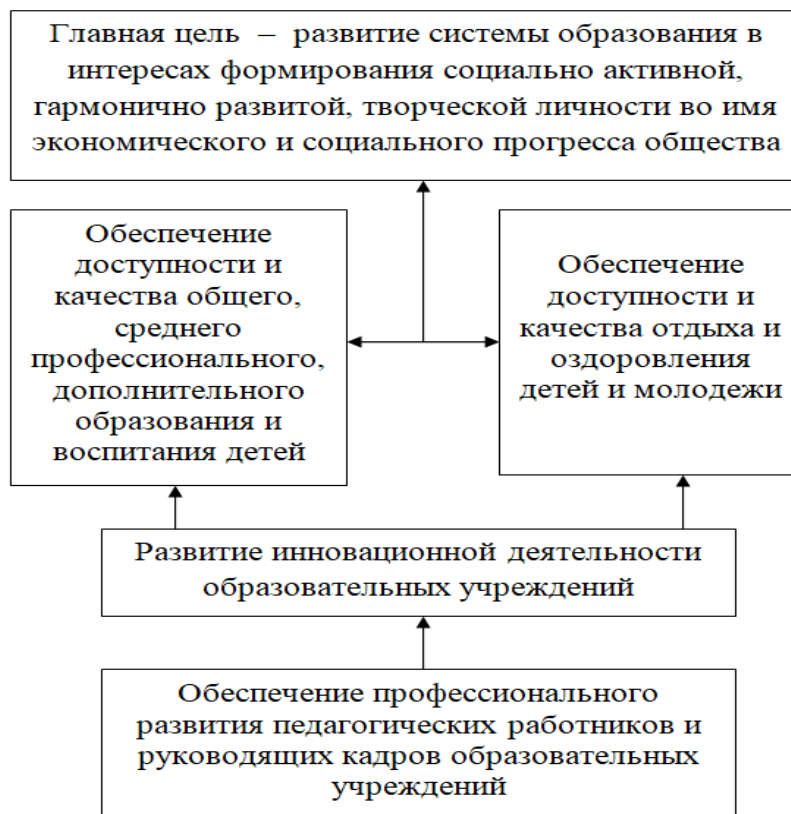 Главная цель – развитие системы образования в
интересах формирования социально активной,
гармонично развитой, творческой личности во имя
экономического и социального прогресса общества
Обеспечение
доступности и
качества общего,
среднего
профессионального,
дополнительного
образования и
воспитания детей
Обеспечение
доступности и
качества отдыха и
оздоровления
детей и молодежи
Развитие инновационной деятельности
образовательных учреждений
Обеспечение профессионального
развития педагогических работников и
руководящих кадров образовательных
учреждений